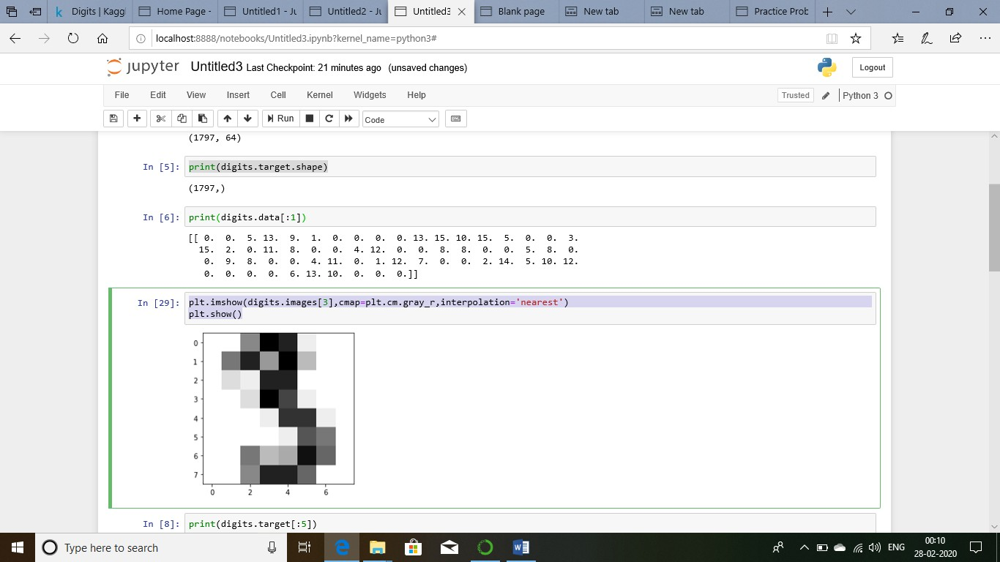 Digits | Kaggl
Home Page -
Untitled1 - Ju
Untitled2 - Ju
Untitled3
Blank page
New tab
New tab
Practice Prob
localhost:8888/notebooks/Untitled3.ipynb?kernel_name=python3#
jupyter Untitled3 Last Checkpoint: 21 minutes ago (unsaved changes)
Logout
File Edit View Insert Cell Kernel Widgets Help
Trusted
Python 3
Run
Code
(1797, 64)
In [5]: print(digits.target.shape)
(1797,)
In [6]: print(digits.data[:1])
[[ 0.  0.  5. 13.  9.  1.  0.  0.  0.  0. 13. 15. 10. 15.  5.  0.  0.  3.
15.  2.  0. 11.  8.  0.  0.  4. 12.  0.  0.  8.  8.  0.  0.  5.  8.  0.
0.  9.  8.  0.  0.  4. 11.  0.  1. 12.  7.  0.  0.  2. 14.  5. 10. 12.
0.  0.  0.  0.  6. 13. 10.  0.  0.  0.]]
In [29]: plt.imshow(digits.images[3],cmap=plt.cm.gray_r,interpolation='nearest')
plt.show()
0
1
2
3
4
5
6
7
0 2 4 6
In [8]: print(digits.target[:5])
Type here to search
ENG
00:10
28-02-2020